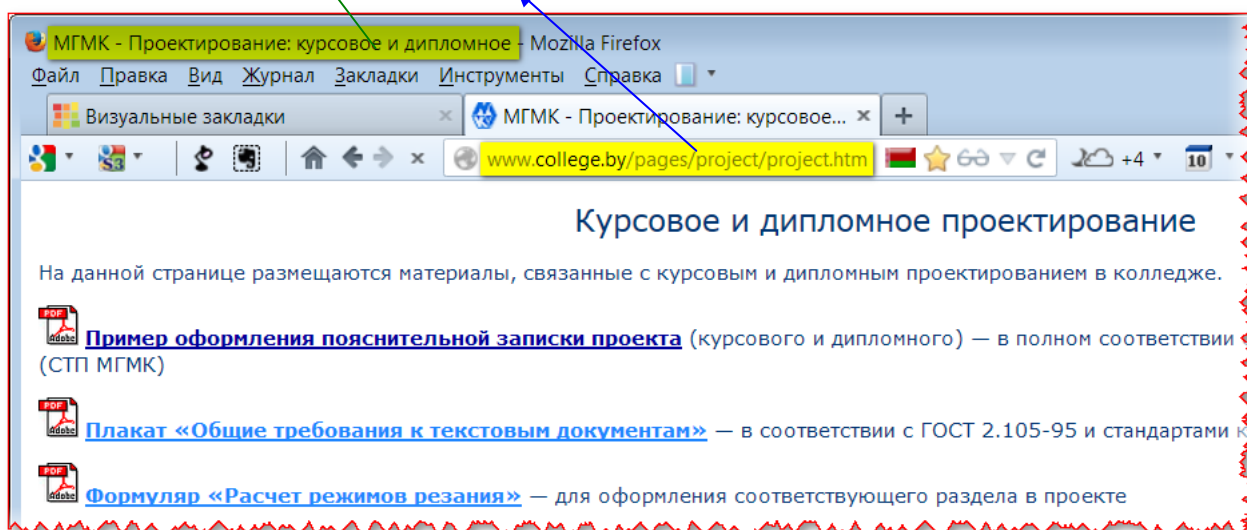 МГМК - Проектирование: курсовое и дипломное - Mozilla Firefox
Файл Правка Вид Журнал Закладки Инструменты Справка
Визуальные закладки × МГМК - Проектирование: курсовое... × +
www.college.by/pages/project/project.htm +4 10
Курсовое и дипломное проектирование
На данной странице размещаются материалы, связанные с курсовым и дипломным проектированием в колледже.
PDF Adobe Пример оформления пояснительной записки проекта (курсового и дипломного) — в полном соответствии
(СТП МГМК)
PDF Adobe Плакат «Общие требования к текстовым документам» — в соответствии с ГОСТ 2.105-95 и стандартами к
PDF Adobe Формуляр «Расчет режимов резания» — для оформления соответствующего раздела в проекте